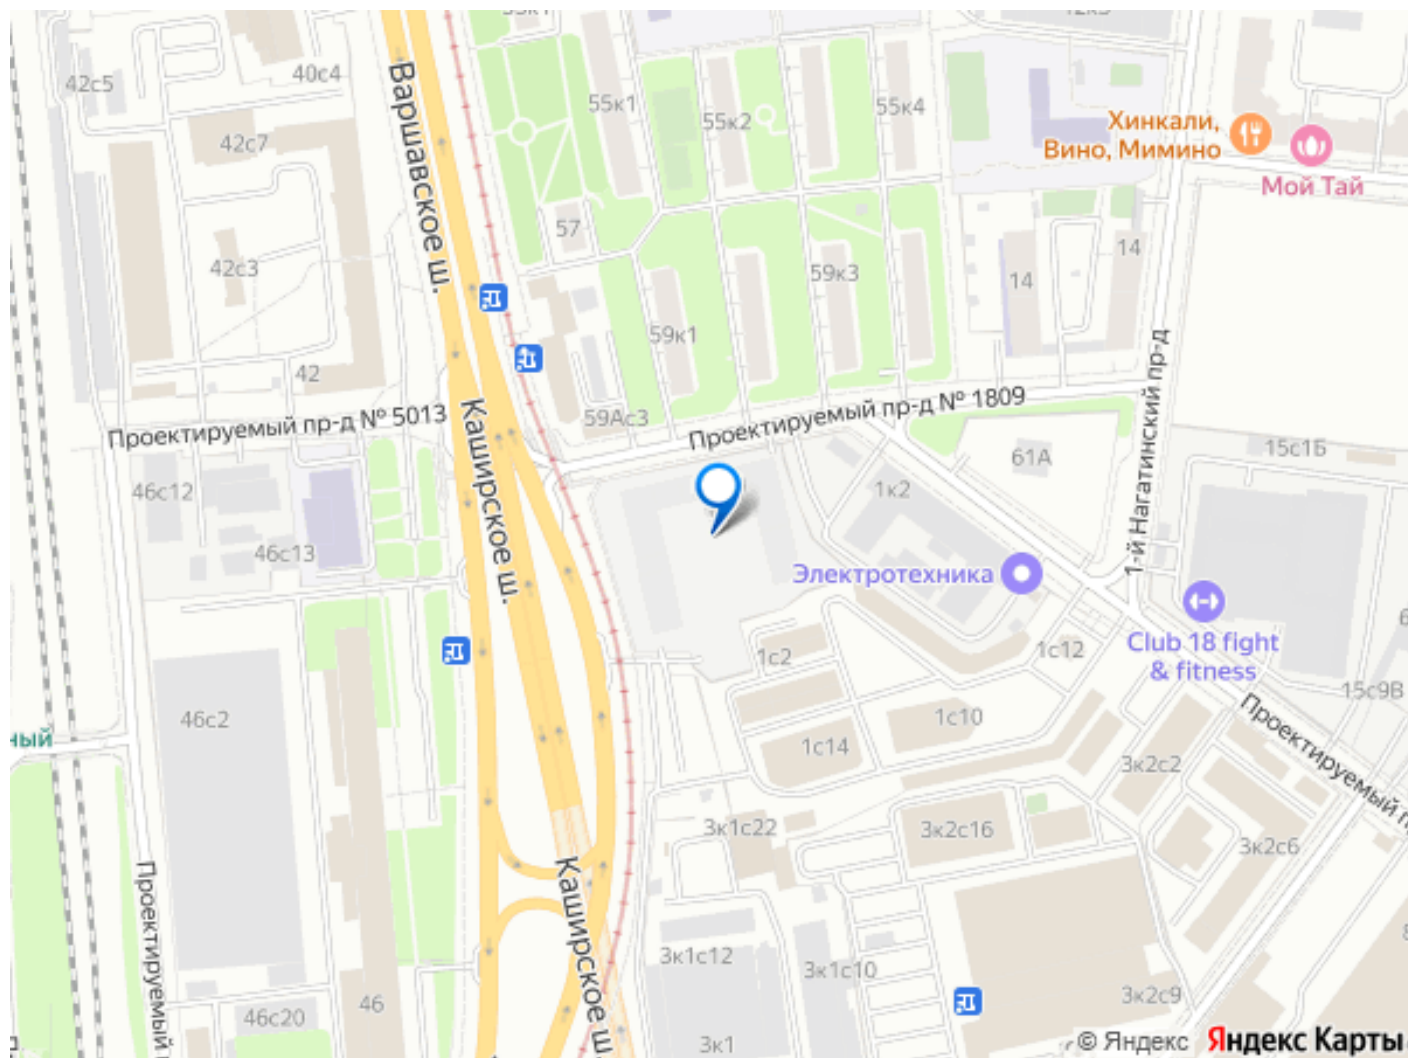 12к3
42с5
40с4
55к1
55к2
55к4
Хинкали,
Вино, Мимино
Мой Тай
Варшавское ш.
42с7
57
14
42с3
59к3
14
59к1
42
59Ас3
Проектируемый пр-д № 5013
Проектируемый пр-д № 1809
1-й Нагатинский пр-д
61А
15с1Б
46с12
Каширское ш.
1к2
46с13
Электротехника
Club 18 fight
& fitness
1с2
1с12
15с9В
46с2
ный
1с10
1с14
3к2с2
Проектируемый
3к1с22
3к2с16
3к2с6
Проектируемый
Каширское ш
3к1с12
3к1с10
3к2с9
46
46с20
3к1
© Яндекс Яндекс Карты